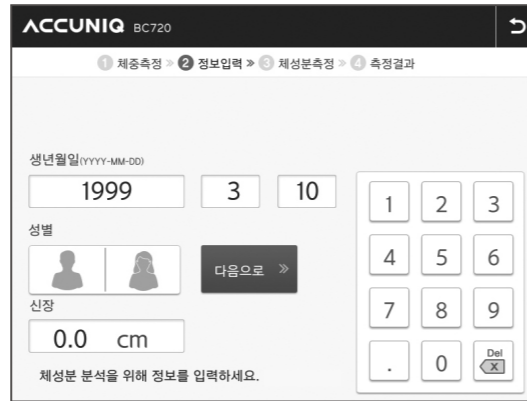 ACCUNIQ BC720
1 체중측정 » 2 정보입력 » 3 체성분측정 » 4 측정결과
생년월일(YYYY-MM-DD)
1999 3 10
성별
다음으로 »
신장
0.0 cm
체성분 분석을 위해 정보를 입력하세요.
1 2 3
4 5 6
7 8 9
. 0 Del X